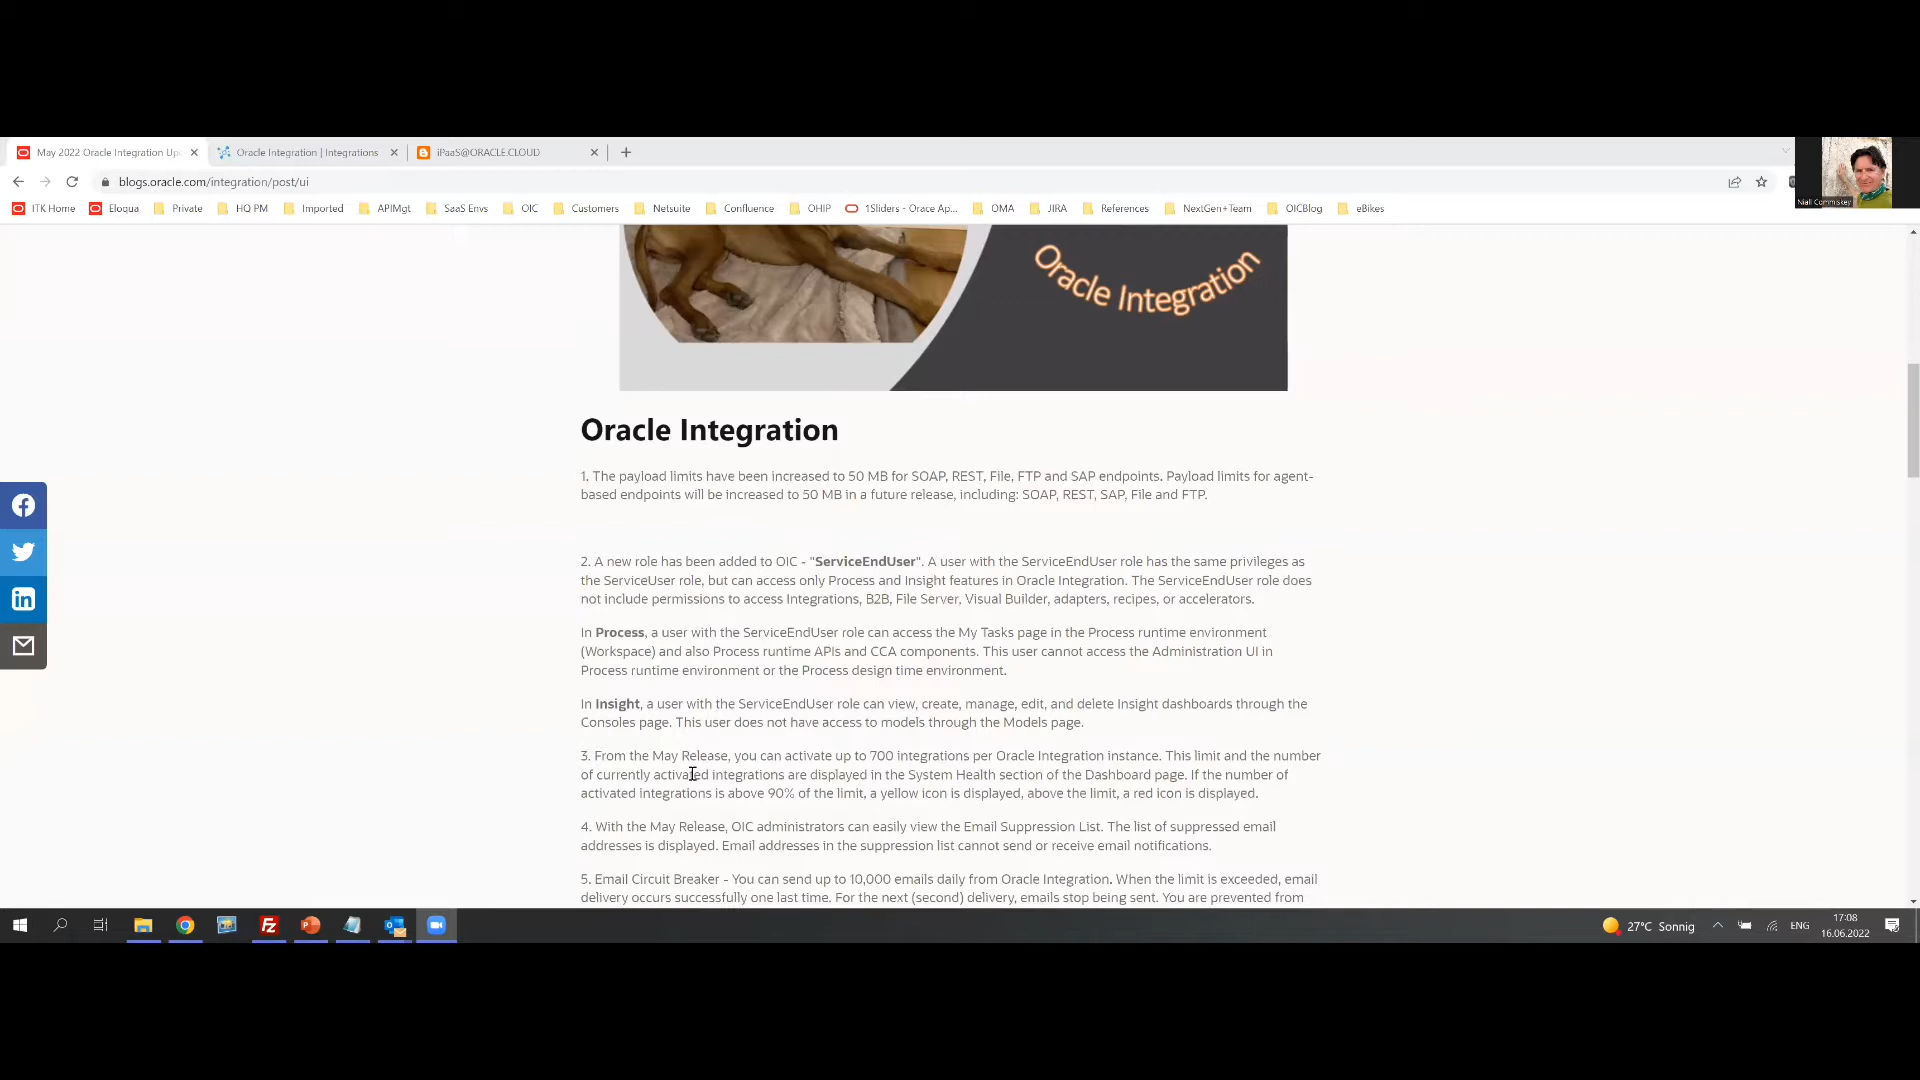 May 2022 Oracle Integration Up
Oracle Integration | Integrations
iPaaS@ORACLE.CLOUD
blogs.oracle.com/integration/post/ui
ITK Home
Eloqua
Private
HQ PM
Imported
APIMgt
SaaS Envs
OIC
Customers
Netsuite
Confluence
OHIP
1Sliders - Orace Ap...
OMA
JIRA
References
NextGen+Team
OICBlog
eBikes
Niall Commiskey
Oracle Integration
Oracle Integration
1. The payload limits have been increased to 50 MB for SOAP, REST, File, FTP and SAP endpoints. Payload limits for agent-
based endpoints will be increased to 50 MB in a future release, including: SOAP, REST, SAP, File and FTP.
2. A new role has been added to OIC - "ServiceEndUser". A user with the ServiceEndUser role has the same privileges as
the ServiceUser role, but can access only Process and Insight features in Oracle Integration. The ServiceEndUser role does
not include permissions to access Integrations, B2B, File Server, Visual Builder, adapters, recipes, or accelerators.
In Process, a user with the ServiceEndUser role can access the My Tasks page in the Process runtime environment
(Workspace) and also Process runtime APIs and CCA components. This user cannot access the Administration UI in
Process runtime environment or the Process design time environment.
In Insight, a user with the ServiceEndUser role can view, create, manage, edit, and delete Insight dashboards through the
Consoles page. This user does not have access to models through the Models page.
3. From the May Release, you can activate up to 700 integrations per Oracle Integration instance. This limit and the number
of currently activated integrations are displayed in the System Health section of the Dashboard page. If the number of
activated integrations is above 90% of the limit, a yellow icon is displayed, above the limit, a red icon is displayed.
4. With the May Release, OIC administrators can easily view the Email Suppression List. The list of suppressed email
addresses is displayed. Email addresses in the suppression list cannot send or receive email notifications.
5. Email Circuit Breaker - You can send up to 10,000 emails daily from Oracle Integration. When the limit is exceeded, email
delivery occurs successfully one last time. For the next (second) delivery, emails stop being sent. You are prevented from
27°C Sonnig
ENG
17:08
16.06.2022